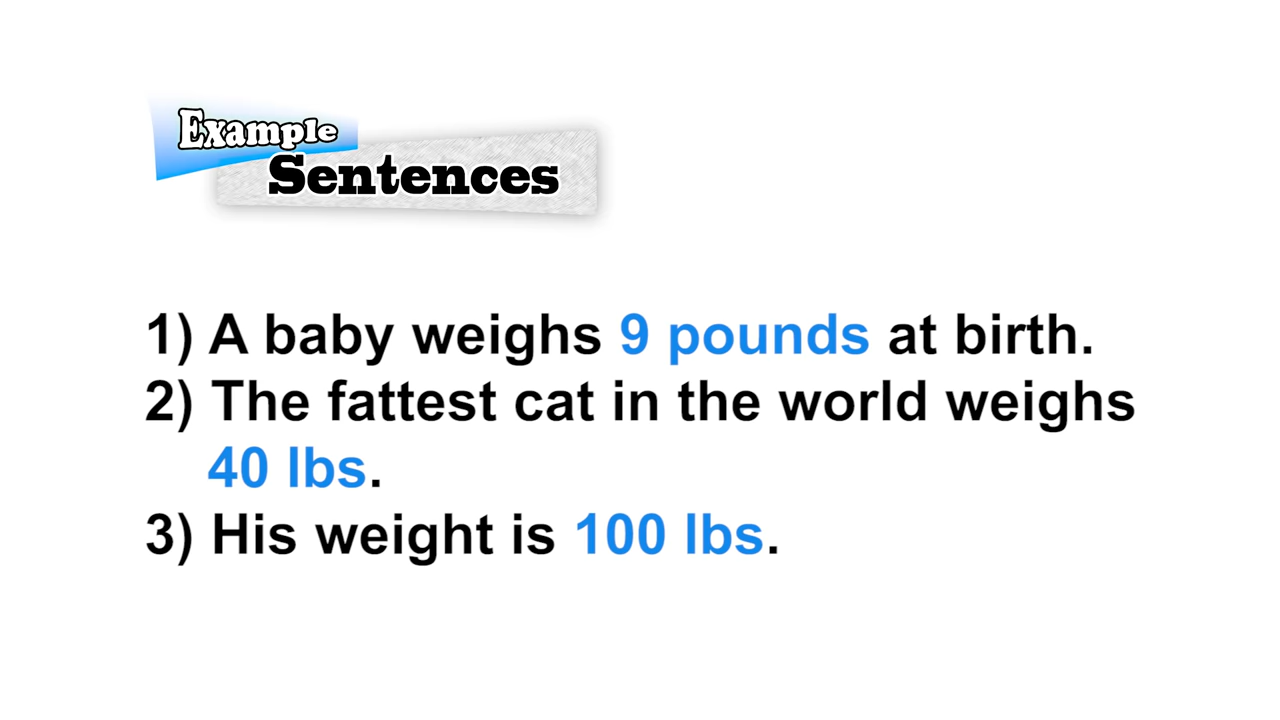 Example
Sentences
1) A baby weighs 9 pounds at birth.
2) The fattest cat in the world weighs
40 lbs.
3) His weight is 100 lbs.